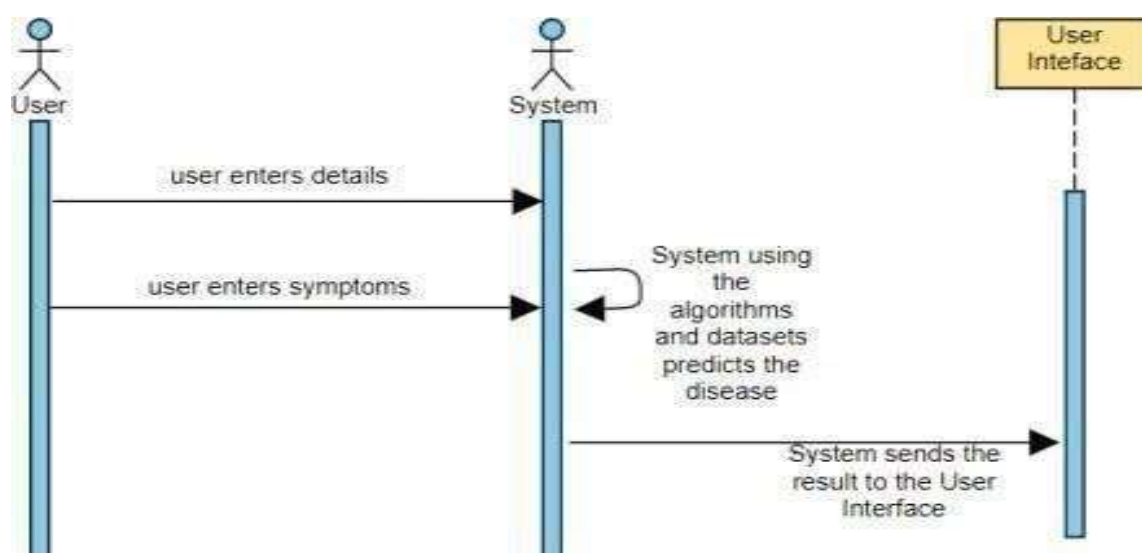 User
System
User
Inteface
user enters details
user enters symptoms
System using
the
algorithms
and datasets
predicts the
disease
System sends the
result to the User
Interface